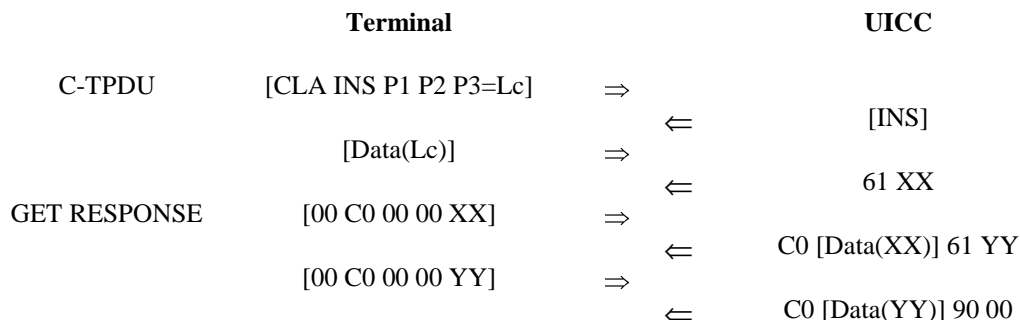 Terminal UICC
C-TPDU [CLA INS P1 P2 P3=Lc] ⇒
⇐ [INS]
[Data(Lc)] ⇒
⇐ 61 XX
GET RESPONSE [00 C0 00 00 XX] ⇒
⇐ C0 [Data(XX)] 61 YY
[00 C0 00 00 YY] ⇒
⇐ C0 [Data(YY)] 90 00